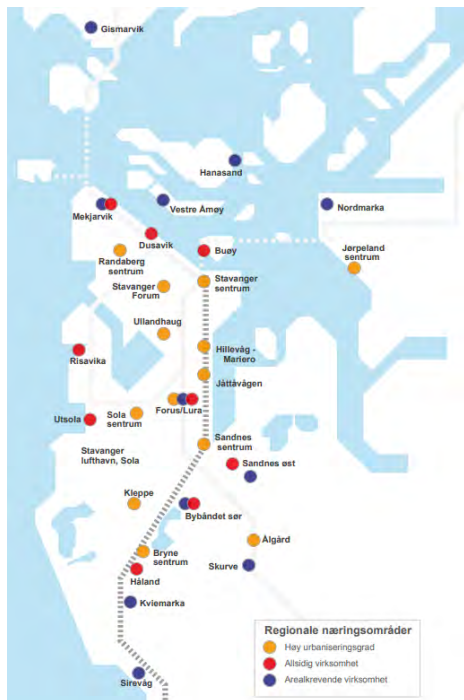 Gismarvik
Hanasand
Vestre Åmøy
Nordmarka
Mekjarvik
Dusavik
Buøy
Jørpeland
sentrum
Randaberg
sentrum
Stavanger
Forum
Stavanger
sentrum
Ullandhaug
Hillevåg -
Mariero
Risavika
Jåttåvågen
Utsola
Sola
sentrum
Forus/Lura
Stavanger
lufthavn, Sola
Sandnes
sentrum
Sandnes øst
Kleppe
Bybåndet sør
Ålgård
Bryne
sentrum
Skurve
Håland
Kviemarka
Sirevåg
Regionale næringsområder
Høy urbaniseringsgrad
Allsidig virksomhet
Arealkrevende virksomhet